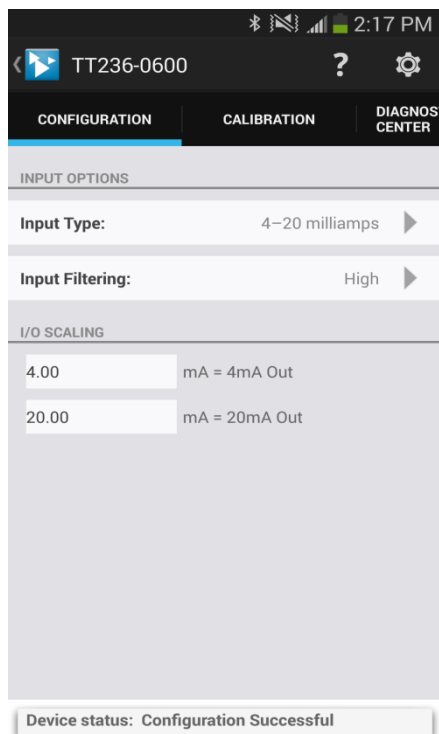 2:17 PM
TT236-0600 ?
CONFIGURATION CALIBRATION DIAGNOS
CENTER
INPUT OPTIONS
Input Type: 4–20 milliamps
Input Filtering: High
I/O SCALING
4.00 mA = 4mA Out
20.00 mA = 20mA Out
Device status: Configuration Successful